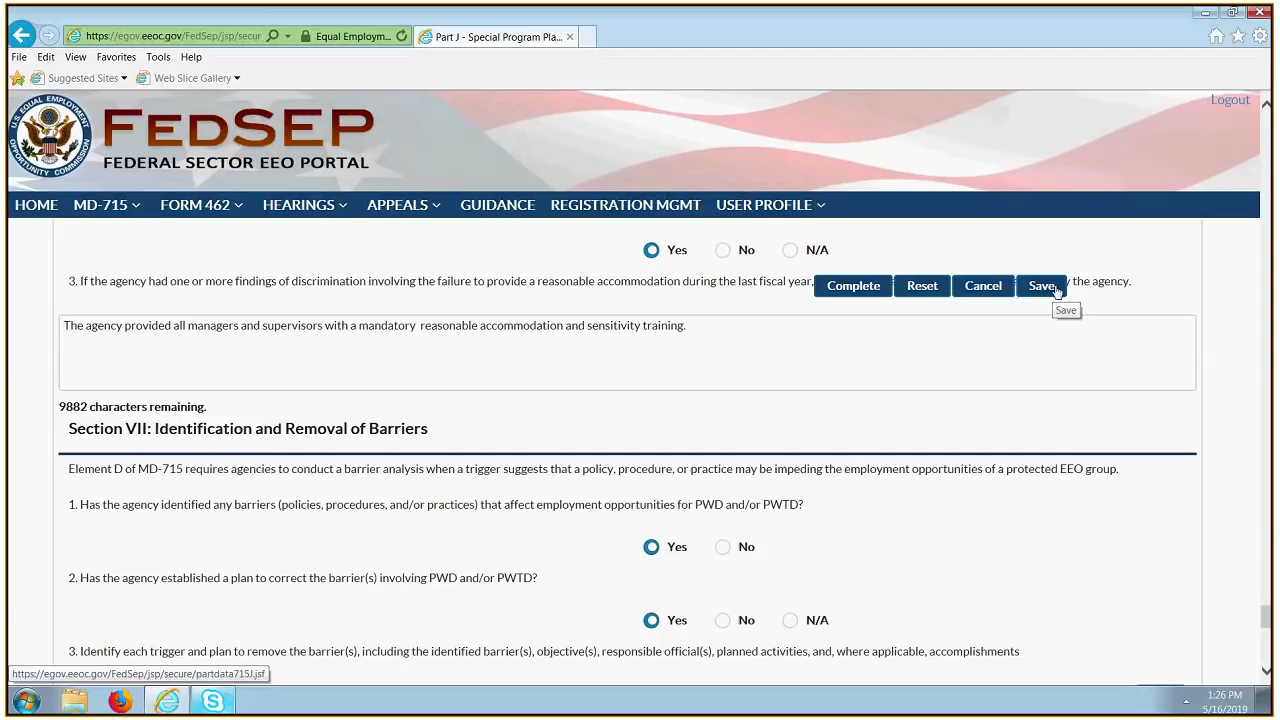 https://egov.eeoc.gov/FedSep/jsp/secur
Equal Employm...
Part J - Special Program Pla...
File Edit View Favorites Tools Help
Suggested Sites Web Slice Gallery
Logout
U.S. EQUAL EMPLOYMENT OPPORTUNITY COMMISSION
FEDSEP
FEDERAL SECTOR EEO PORTAL
HOME MD-715 FORM 462 HEARINGS APPEALS GUIDANCE REGISTRATION MGMT USER PROFILE
Yes No N/A
3. If the agency had one or more findings of discrimination involving the failure to provide a reasonable accommodation during the last fiscal year, the agency.
Complete Reset Cancel Save
Save
The agency provided all managers and supervisors with a mandatory reasonable accommodation and sensitivity training.
9882 characters remaining.
Section VII: Identification and Removal of Barriers
Element D of MD-715 requires agencies to conduct a barrier analysis when a trigger suggests that a policy, procedure, or practice may be impeding the employment opportunities of a protected EEO group.
1. Has the agency identified any barriers (policies, procedures, and/or practices) that affect employment opportunities for PWD and/or PWTD?
Yes No
2. Has the agency established a plan to correct the barrier(s) involving PWD and/or PWTD?
Yes No N/A
3. Identify each trigger and plan to remove the barrier(s), including the identified barrier(s), objective(s), responsible official(s), planned activities, and, where applicable, accomplishments
https://egov.eeoc.gov/FedSep/jsp/secure/partdata715J.jsf
1:26 PM
5/16/2019